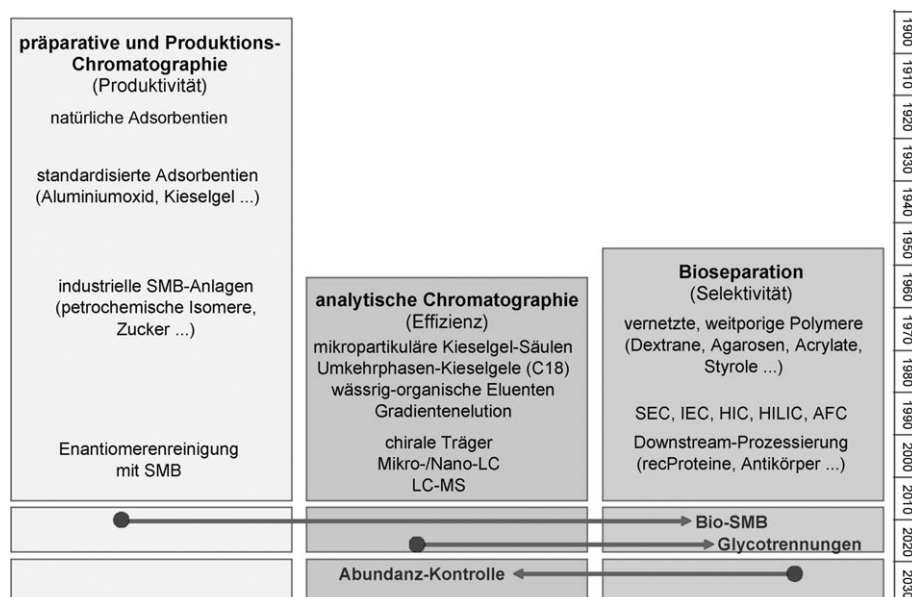 präparative und Produktions-
Chromatographie
(Produktivität)
natürliche Adsorbentien
standardisierte Adsorbentien
(Aluminiumoxid, Kieselgel ...)
industrielle SMB-Anlagen
(petrochemische Isomere,
Zucker ...)
Enantiomerenreinigung
mit SMB
analytische Chromatographie
(Effizienz)
mikropartikuläre Kieselgel-Säulen
Umkehrphasen-Kieselgele (C18)
wässrig-organische Eluenten
Gradientenelution
chirale Träger
Mikro-/Nano-LC
LC-MS
Bioseparation
(Selektivität)
vernetzte, weitporige Polymere
(Dextrane, Agarosen, Acrylate,
Styrole ...)
SEC, IEC, HIC, HILIC, AFC
Downstream-Prozessierung
(recProteine, Antikörper ...)
Bio-SMB
Glycotrennungen
Abundanz-Kontrolle
1900
1910
1920
1930
1940
1950
1960
1970
1980
1990
2000
2010
2020
2030